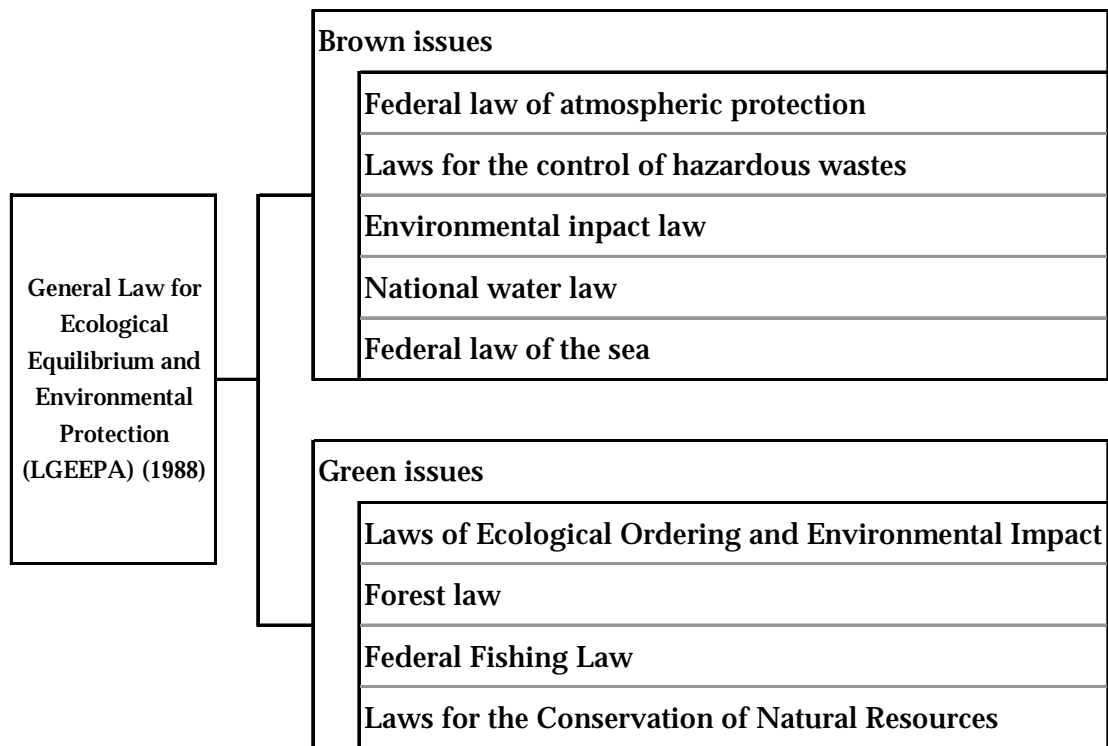 General Law for
Ecological
Equilibrium and
Environmental
Protection
(LGEEPA) (1988)
Brown issues
Federal law of atmospheric protection
Laws for the control of hazardous wastes
Environmental inpact law
National water law
Federal law of the sea
Green issues
Laws of Ecological Ordering and Environmental Impact
Forest law
Federal Fishing Law
Laws for the Conservation of Natural Resources